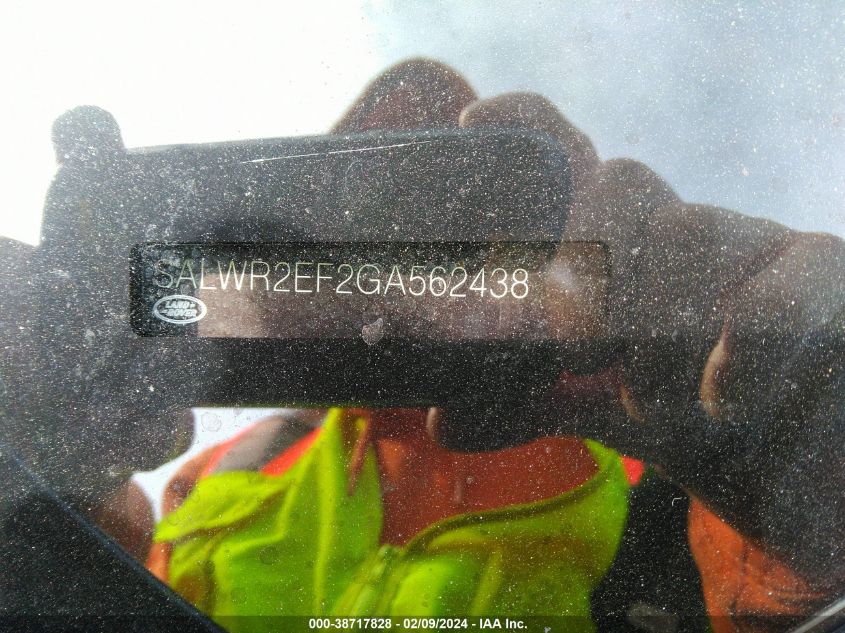 SALWR2EF2GA562438
LAND-
ROVER
000-38717828 - 02/09/2024 - IAA Inc.